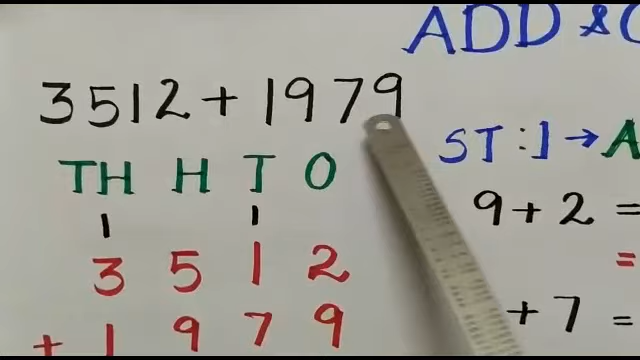 ADD &
3512 + 1979
ST:1 → A
TH H T O
9 + 2 =
1 1
3 5 1 2
=
+ 7 =
+ 1 9 7 9